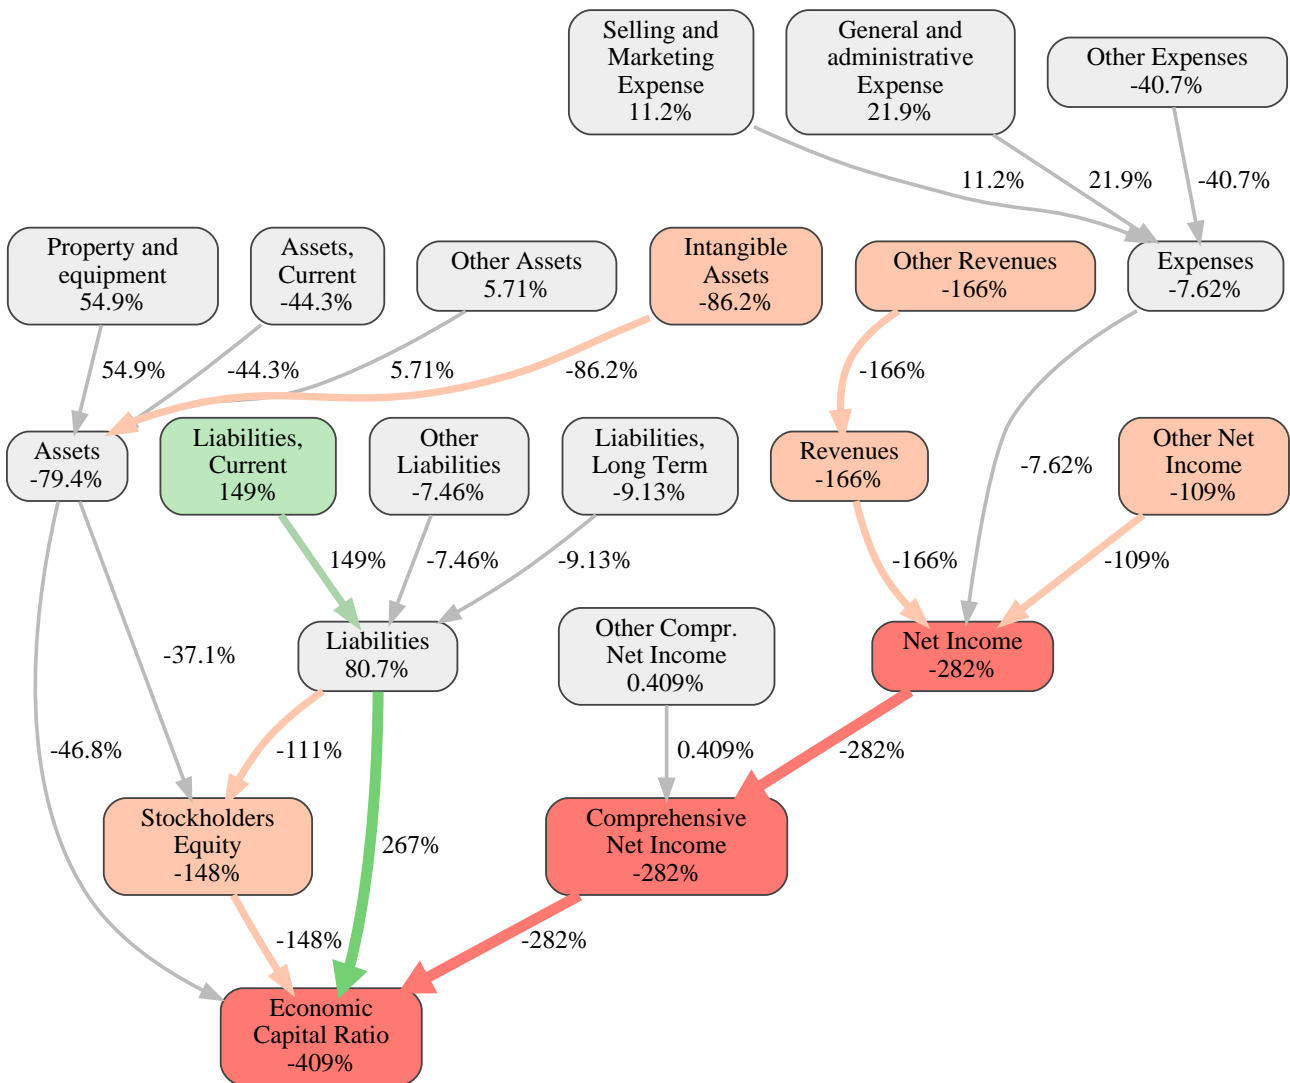 Selling and
Marketing
Expense
11.2%
General and
administrative
Expense
21.9%
Other Expenses
-40.7%
11.2%
21.9%
-40.7%
Property and
equipment
54.9%
Assets,
Current
-44.3%
Other Assets
5.71%
Intangible
Assets
-86.2%
Other Revenues
-166%
Expenses
-7.62%
54.9%
-44.3%
5.71%
-86.2%
-166%
Assets
-79.4%
Liabilities,
Current
149%
Other
Liabilities
-7.46%
Liabilities,
Long Term
-9.13%
Revenues
-166%
-7.62%
Other Net
Income
-109%
149%
-7.46%
-9.13%
-166%
-109%
-37.1%
Liabilities
80.7%
Other Compr.
Net Income
0.409%
Net Income
-282%
-46.8%
-111%
0.409%
-282%
Stockholders
Equity
-148%
267%
Comprehensive
Net Income
-282%
-148%
-282%
Economic
Capital Ratio
-409%